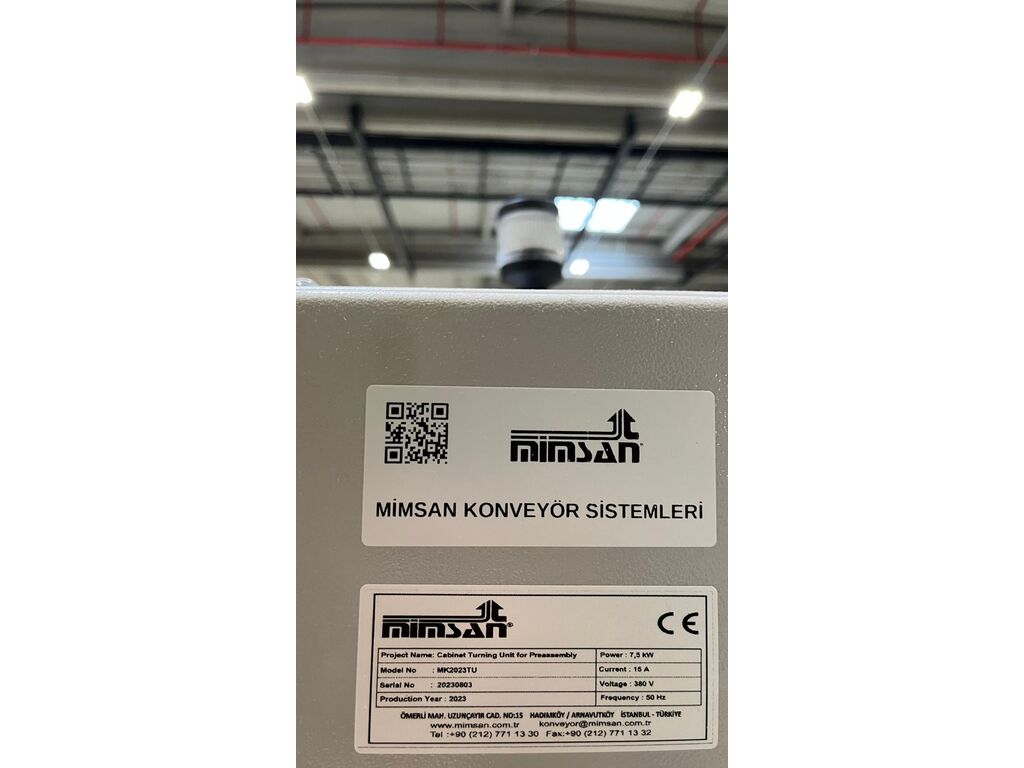 mimsan
MİMSAN KONVEYÖR SİSTEMLERİ
mimsan®
CE
Project Name: Cabinet Turning Unit for Preassembly
Power : 7,5 kW
Model No : MK2023TU
Current : 15 A
Serial No : 20230803
Voltage : 380 V
Production Year : 2023
Frequency : 50 Hz
ÖMERLİ MAH. UZUNÇAYIR CAD. NO:15 HADIMKÖY / ARNAVUTKÖY İSTANBUL - TÜRKİYE
www.mimsan.com.tr konveyor@mimsan.com.tr
Tel :+90 (212) 771 13 30 Fax:+90 (212) 771 13 32